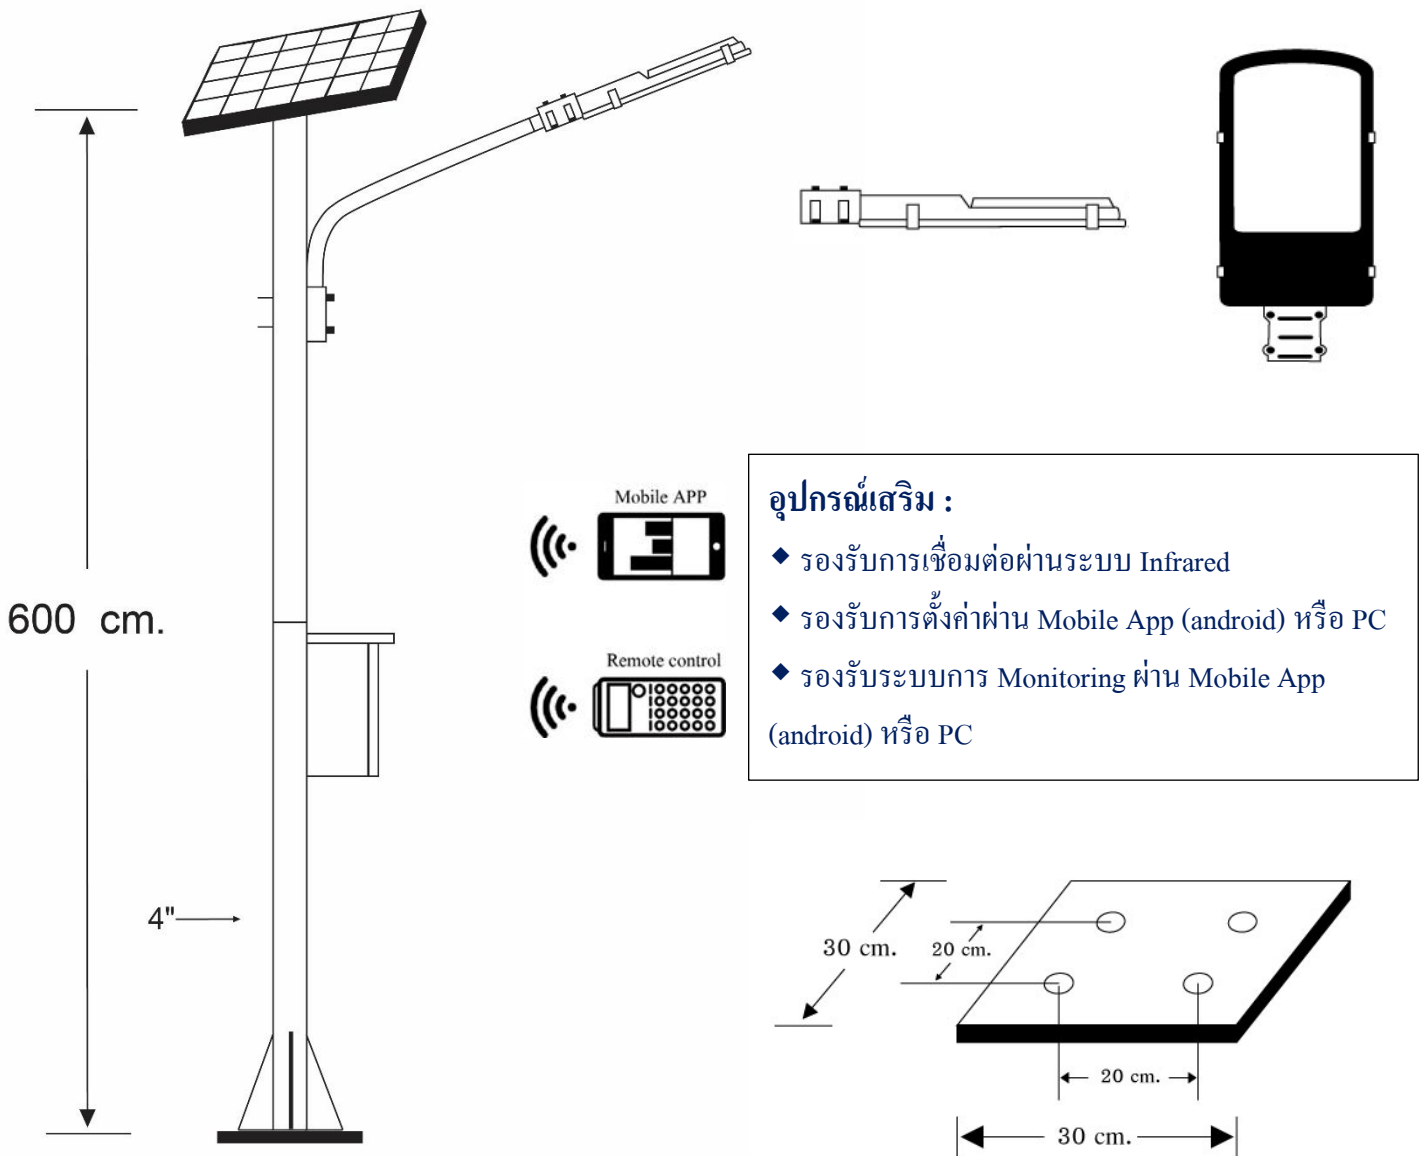 600 cm.
4"
Mobile APP
Remote control
อุปกรณ์เสริม :
◆ รองรับการเชื่อมต่อผ่านระบบ Infrared
◆ รองรับการตั้งค่าผ่าน Mobile App (android) หรือ PC
◆ รองรับระบบการ Monitoring ผ่าน Mobile App
(android) หรือ PC
30 cm.
20 cm.
20 cm.
30 cm.